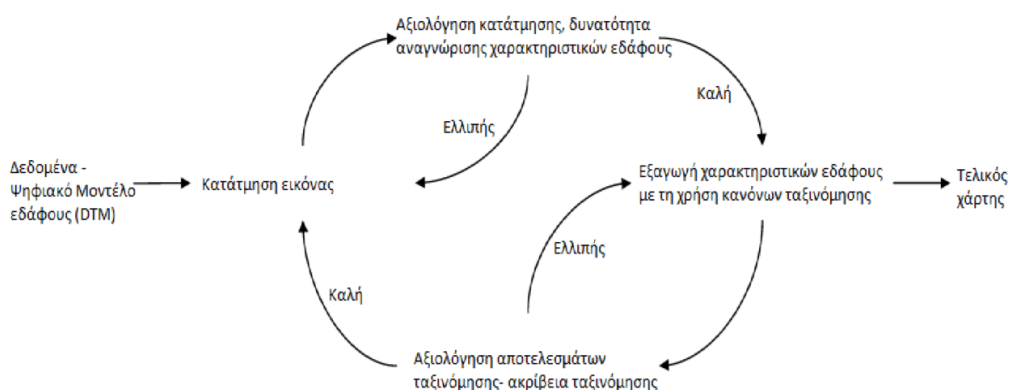 Αξιολόγηση κατάτμησης, δυνατότητα
αναγνώρισης χαρακτηριστικών εδάφους
Καλή
Ελλιπής
Δεδομένα -
Ψηφιακό Μοντέλο
εδάφους (DTM)
Κατάτμηση εικόνας
Εξαγωγή χαρακτηριστικών εδάφους
με τη χρήση κανόνων ταξινόμησης
Τελικός
χάρτης
Ελλιπής
Καλή
Αξιολόγηση αποτελεσμάτων
ταξινόμησης- ακρίβεια ταξινόμησης